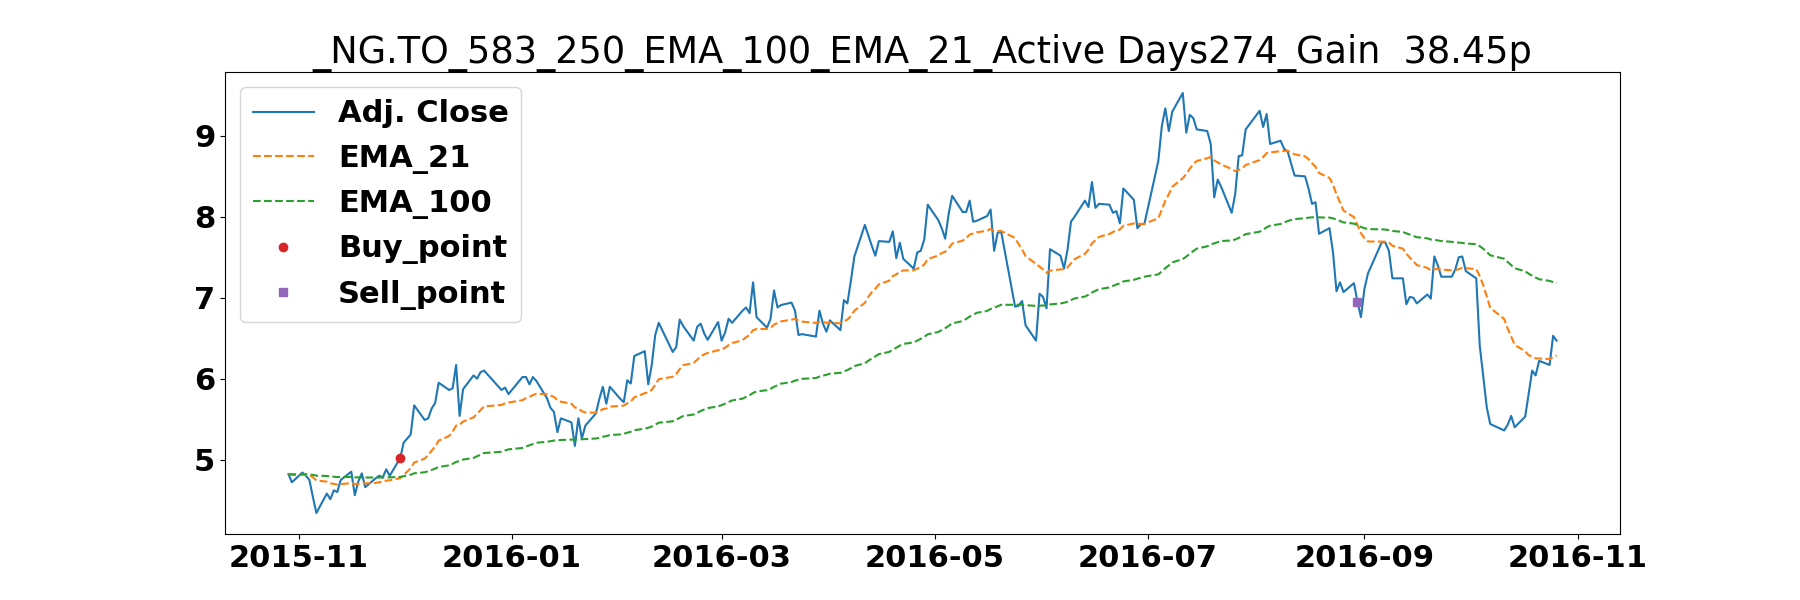 _NG.TO_583_250_EMA_100_EMA_21_Active Days274_Gain  38.45p
Adj. Close
EMA_21
EMA_100
Buy_point
Sell_point
9
8
7
6
5
2015-11 2016-01 2016-03 2016-05 2016-07 2016-09 2016-11